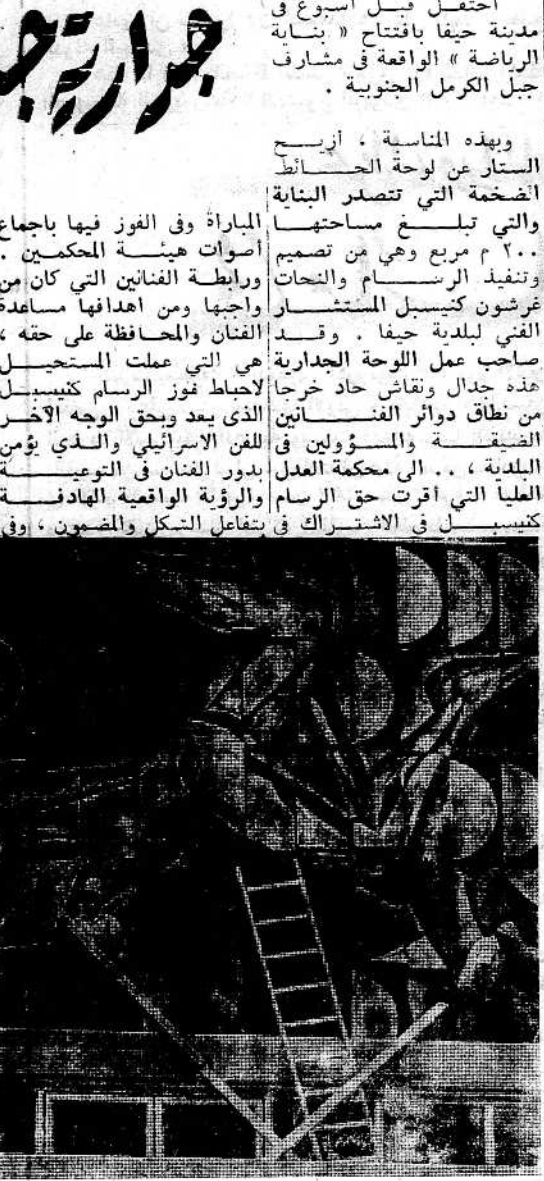 جدارية
احتفل قبل اسبوع في
مدينة حيفا بافتتاح « بناية
الرياضة » الواقعة في مشارف
جبل الكرمل الجنوبية .
وبهذه المناسبة ، أزيح
الستار عن لوحة الحائط
الضخمة التي تتصدر البناية
والتي تبلغ مساحتها
٢٠٠ م مربع وهي من تصميم
وتنفيذ الرسام والنحات
غرشون كنيسبل المستشار
الفني لبلدية حيفا . وقد
صاحب عمل اللوحة الجدارية
هذه جدال ونقاش حاد خرجا
من نطاق دوائر الفنانين
الضيقة والمسؤولين في
البلدية ، .. الى محكمة العدل
العليا التي أقرت حق الرسام
كنيسبل في الاشتراك في
المباراة وفى الفوز فيها باجماع
أصوات هيئة المحكمين .
ورابطة الفنانين التي كان من
واجبها ومن اهدافها مساعدة
الفنان والمحافظة على حقه ،
هي التي عملت المستحيل
لاحباط فوز الرسام كنيسبل
الذى يعد وبحق الوجه الآخر
للفن الاسرائيلي والذي يؤمن
بدور الفنان في التوعية
والرؤية الواقعية الهادفة
بتفاعل الشكل والمضمون ، وفى